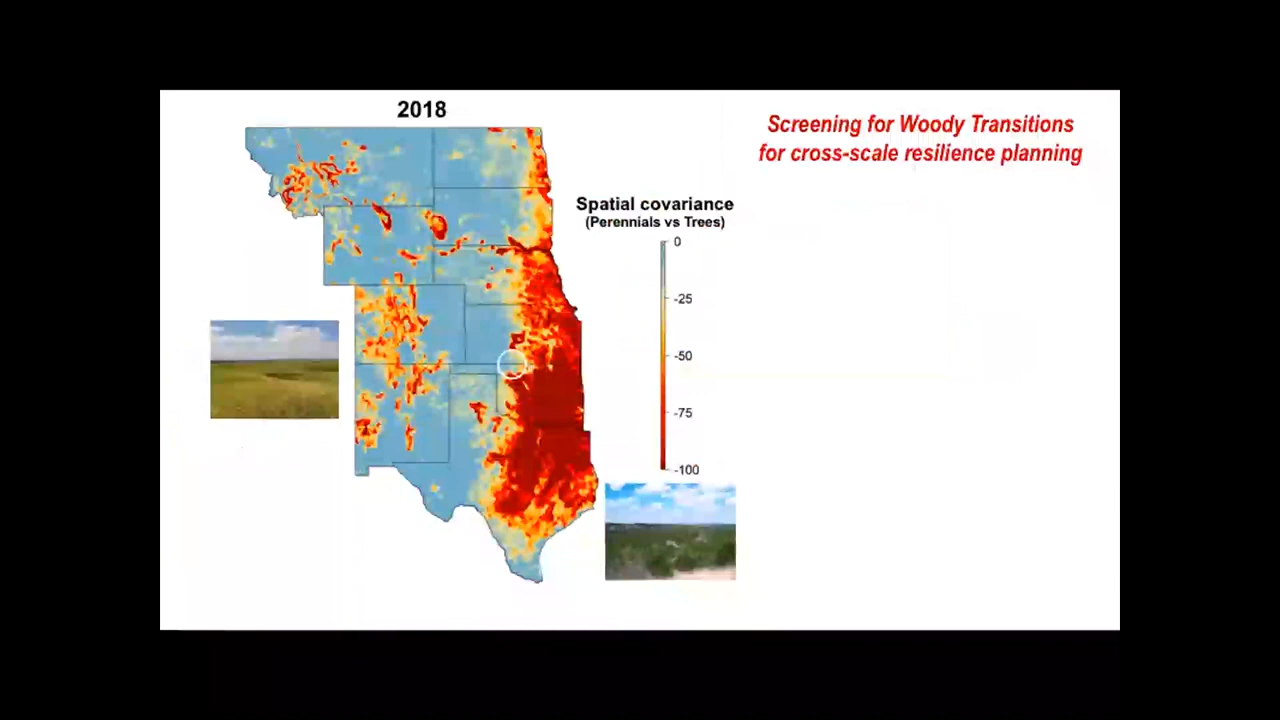 2018
Screening for Woody Transitions
for cross-scale resilience planning
Spatial covariance
(Perennials vs Trees)
0
-25
-50
-75
-100